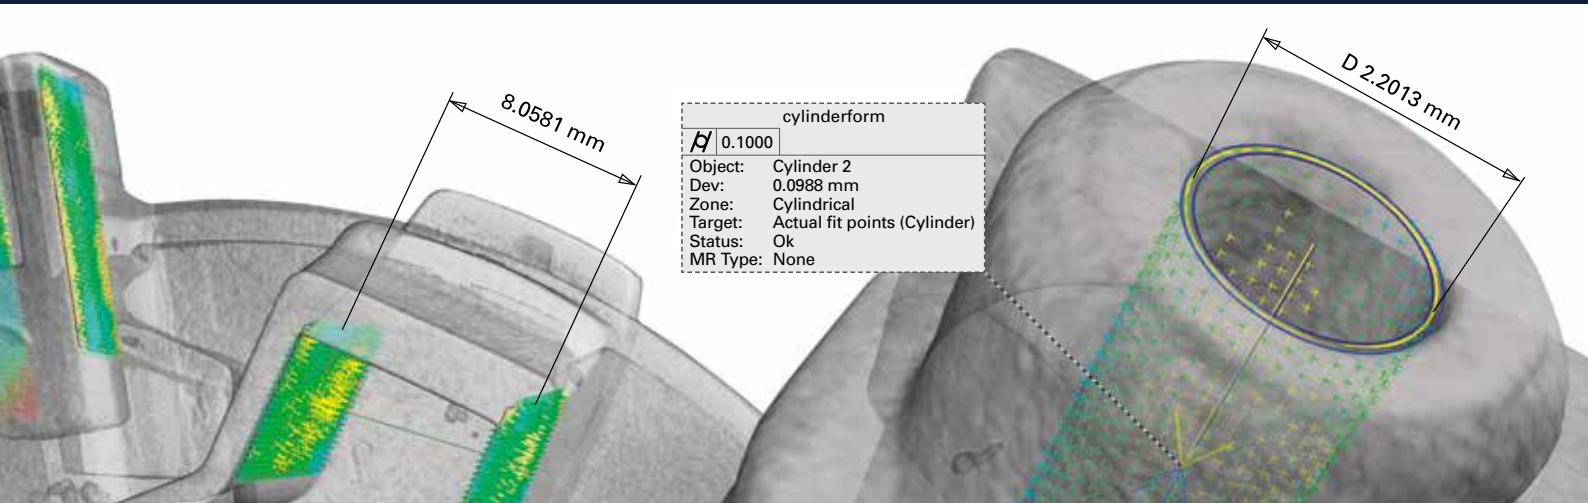 8.0581 mm
cylinderform
0.1000
Object: Cylinder 2
Dev: 0.0988 mm
Zone: Cylindrical
Target: Actual fit points (Cylinder)
Status: Ok
MR Type: None
D 2.2013 mm